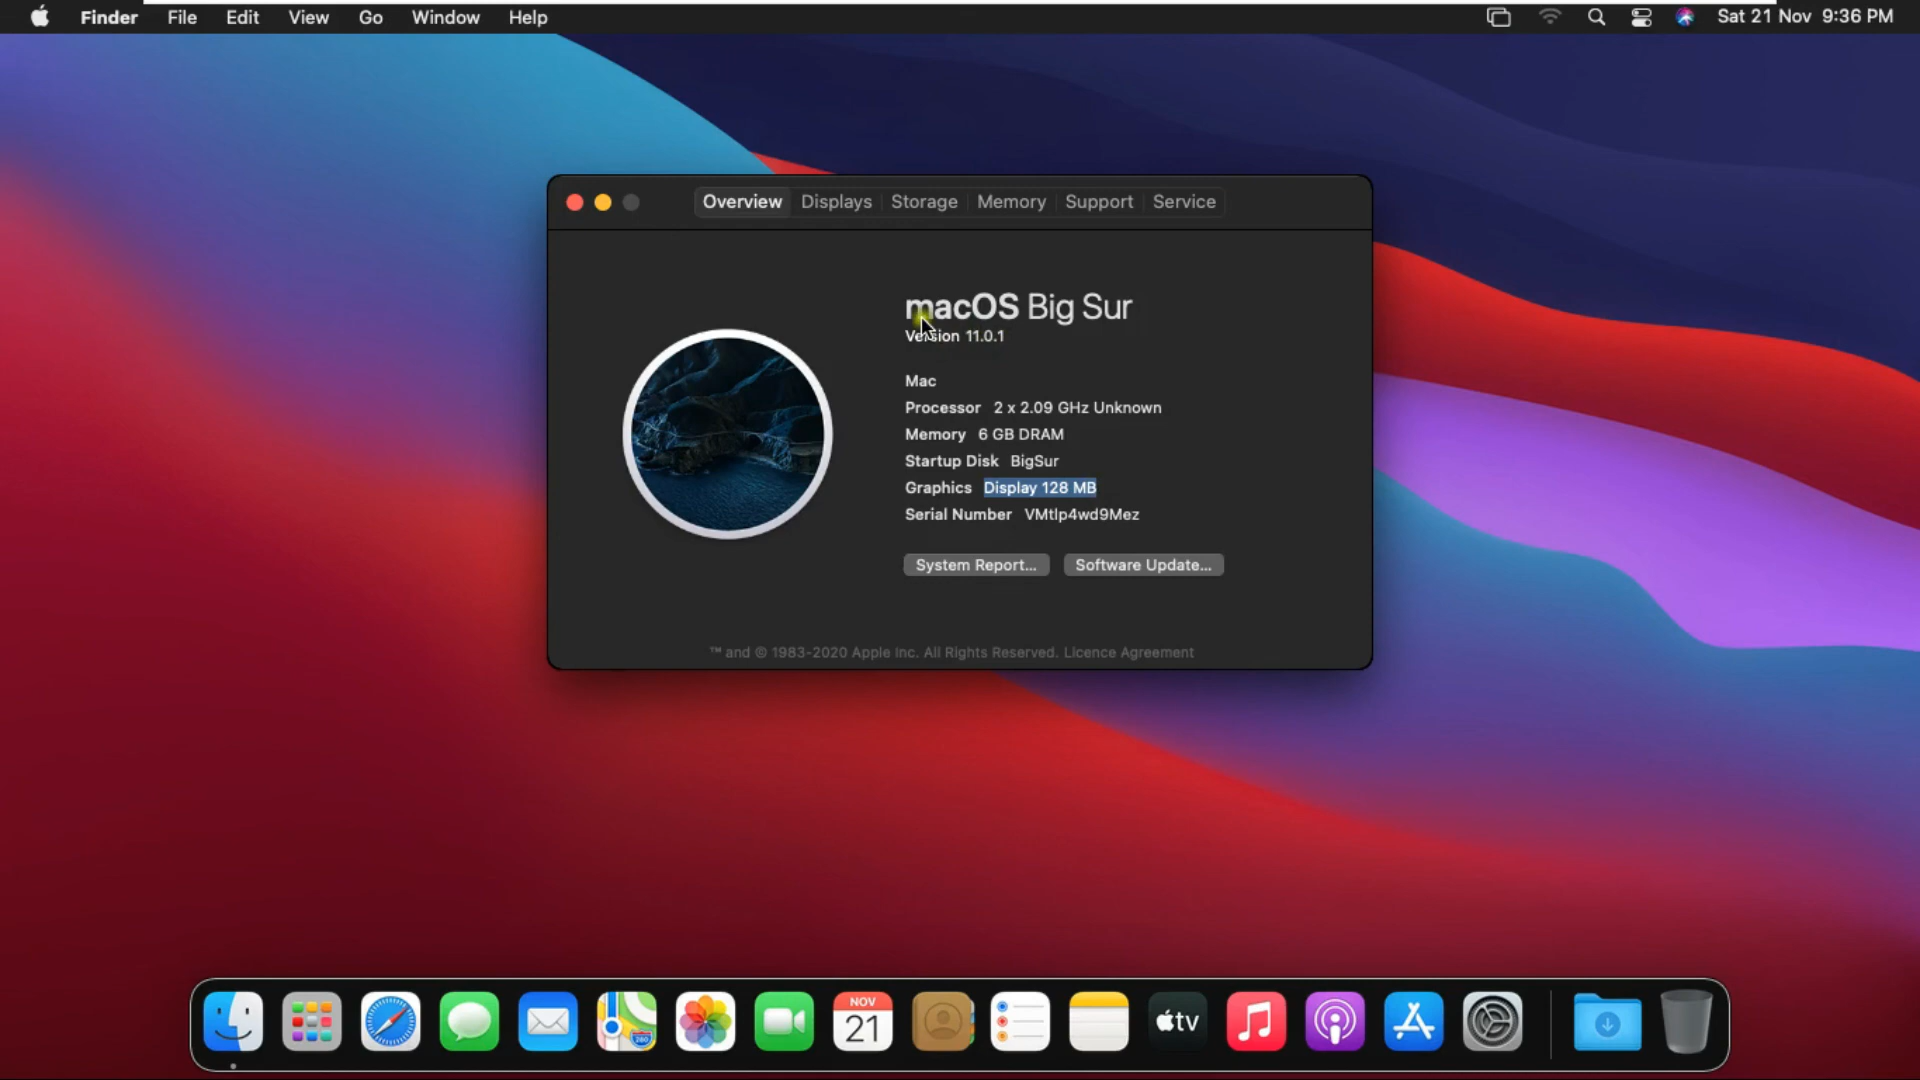 Finder File Edit View Go Window Help Sat 21 Nov 9:36 PM
Overview Displays Storage Memory Support Service
macOS Big Sur
Version 11.0.1
Mac
Processor 2 x 2.09 GHz Unknown
Memory 6 GB DRAM
Startup Disk BigSur
Graphics Display 128 MB
Serial Number VMtlp4wd9Mez
System Report... Software Update...
™ and © 1983-2020 Apple Inc. All Rights Reserved. Licence Agreement
NOV
21
tv
280